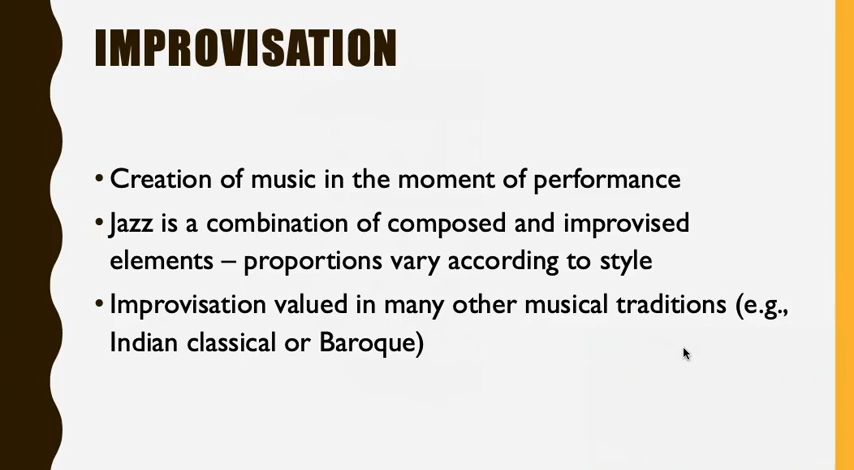 IMPROVISATION
• Creation of music in the moment of performance
• Jazz is a combination of composed and improvised
elements – proportions vary according to style
• Improvisation valued in many other musical traditions (e.g.,
Indian classical or Baroque)